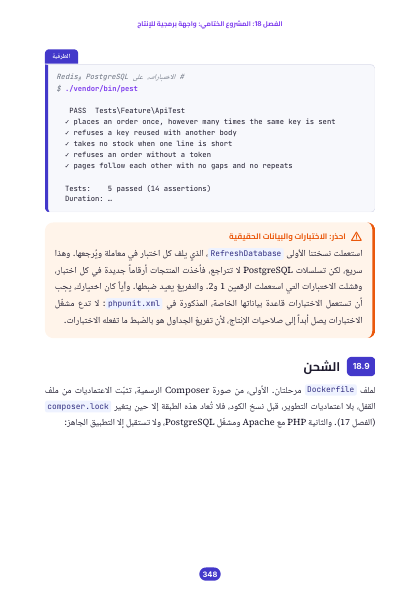 الفصل 18: المشروع الختامي: واجهة برمجية للإنتاج
الطرفية
# الاختبارات، على PostgreSQL وRedis
$ ./vendor/bin/pest
PASS  Tests\Feature\ApiTest
✓ places an order once, however many times the same key is sent
✓ refuses a key reused with another body
✓ takes no stock when one line is short
✓ refuses an order without a token
✓ pages follow each other with no gaps and no repeats
Tests:    5 passed (14 assertions)
Duration: …
احذر: الاختبارات والبيانات الحقيقية
استعملت نسختنا الأولى RefreshDatabase، الذي يلف كل اختبار في معاملة ويُرجعها. وهذا
سريع، لكن تسلسلات PostgreSQL لا تتراجع، فأخذت المنتجات أرقاماً جديدة في كل اختبار،
وفشلت الاختبارات التي استعملت الرقمين 1 و2. والتفريغ يعيد ضبطها. وأياً كان اختيارك، يجب
أن تستعمل الاختبارات قاعدة بياناتها الخاصة، المذكورة في phpunit.xml: لا تدع مشغّل
الاختبارات يصل أبداً إلى صلاحيات الإنتاج، لأن تفريغ الجداول هو بالضبط ما تفعله الاختبارات.
18.9 الشحن
لملف Dockerfile مرحلتان. الأولى، من صورة Composer الرسمية، تثبّت الاعتماديات من ملف
القفل، بلا اعتماديات التطوير، قبل نسخ الكود، فلا تُعاد هذه الطبقة إلا حين يتغير composer.lock
(الفصل 17). والثانية PHP مع Apache ومشغّل PostgreSQL، ولا تستقبل إلا التطبيق الجاهز:
348